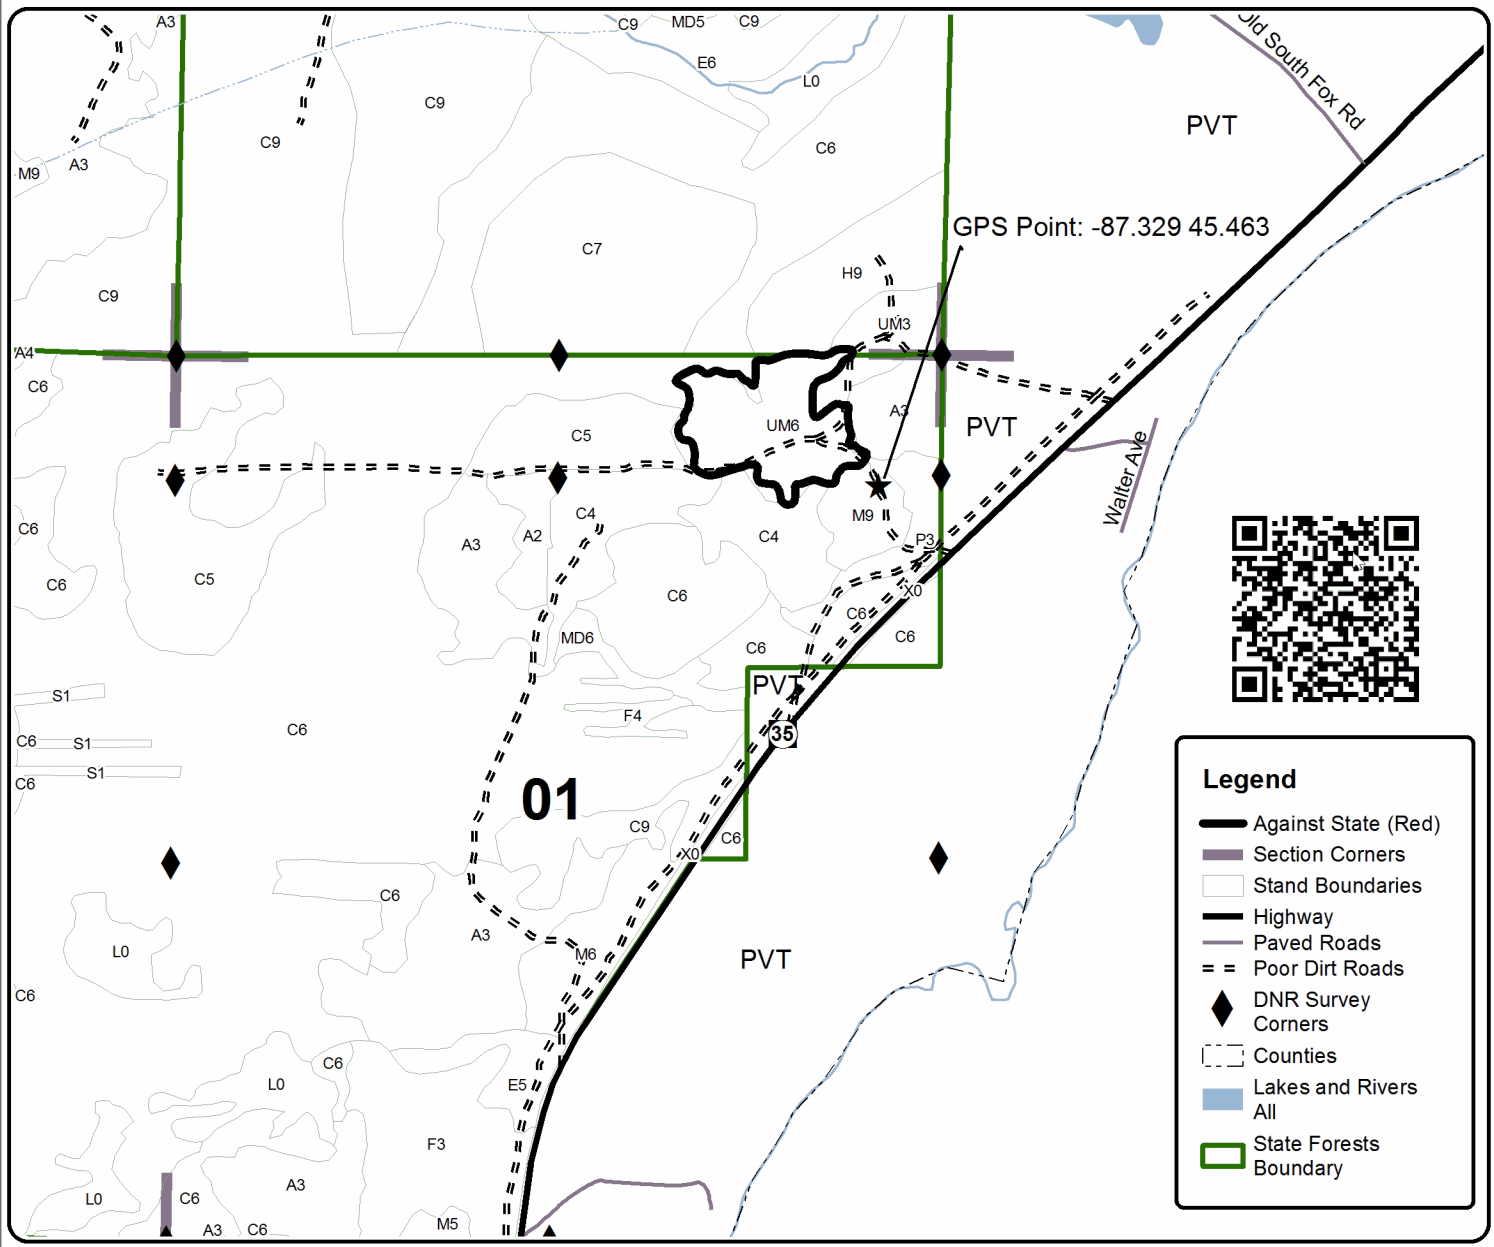 A3
C9
MD5
C9
Old South Fox Rd
E6
L0
C9
PVT
C9
C6
A3
M9
GPS Point: -87.329 45.463
C7
H9
C9
UM3
A4
C6
A3
UM6
PVT
C5
Walter Ave
C4
M9
C6
A3
A2
C4
P3
C5
C6
X0
C6
C6
C6
MD6
C6
PVT
S1
F4
C6
35
C6
S1
S1
C6
01
Legend
C9
C6
Against State (Red)
X0
Section Corners
C6
Stand Boundaries
Highway
A3
Paved Roads
L0
M6
PVT
Poor Dirt Roads
C6
DNR Survey
Corners
Counties
C6
L0
E5
Lakes and Rivers
All
F3
State Forests
Boundary
A3
L0
C6
M5
A3
C6